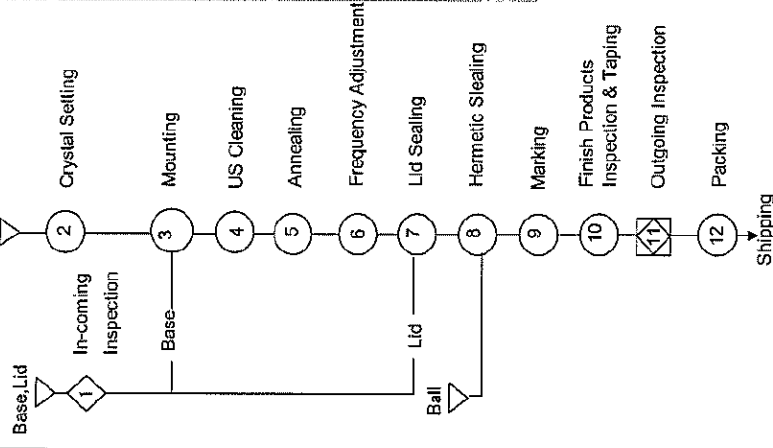 Base,Lid
1
In-coming
Inspection
2
Crystal Setting
Base
3
Mounting
4
US Cleaning
5
Annealing
6
Frequency Adjustment
Lid
7
Lid Sealing
Ball
8
Hermetic Slealing
9
Marking
10
Finish Products
Inspection & Taping
11
Outgoing Inspection
12
Packing
Shipping